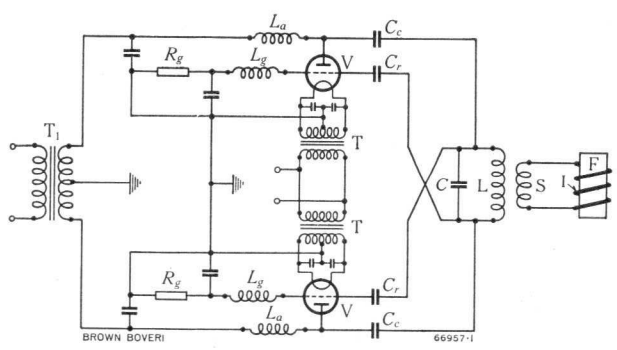 La Cc
Rg Lg V Cr
T1 T
C L S I F
T
Rg Lg V Cr
La Cc
BROWN BOVERI 66957·1